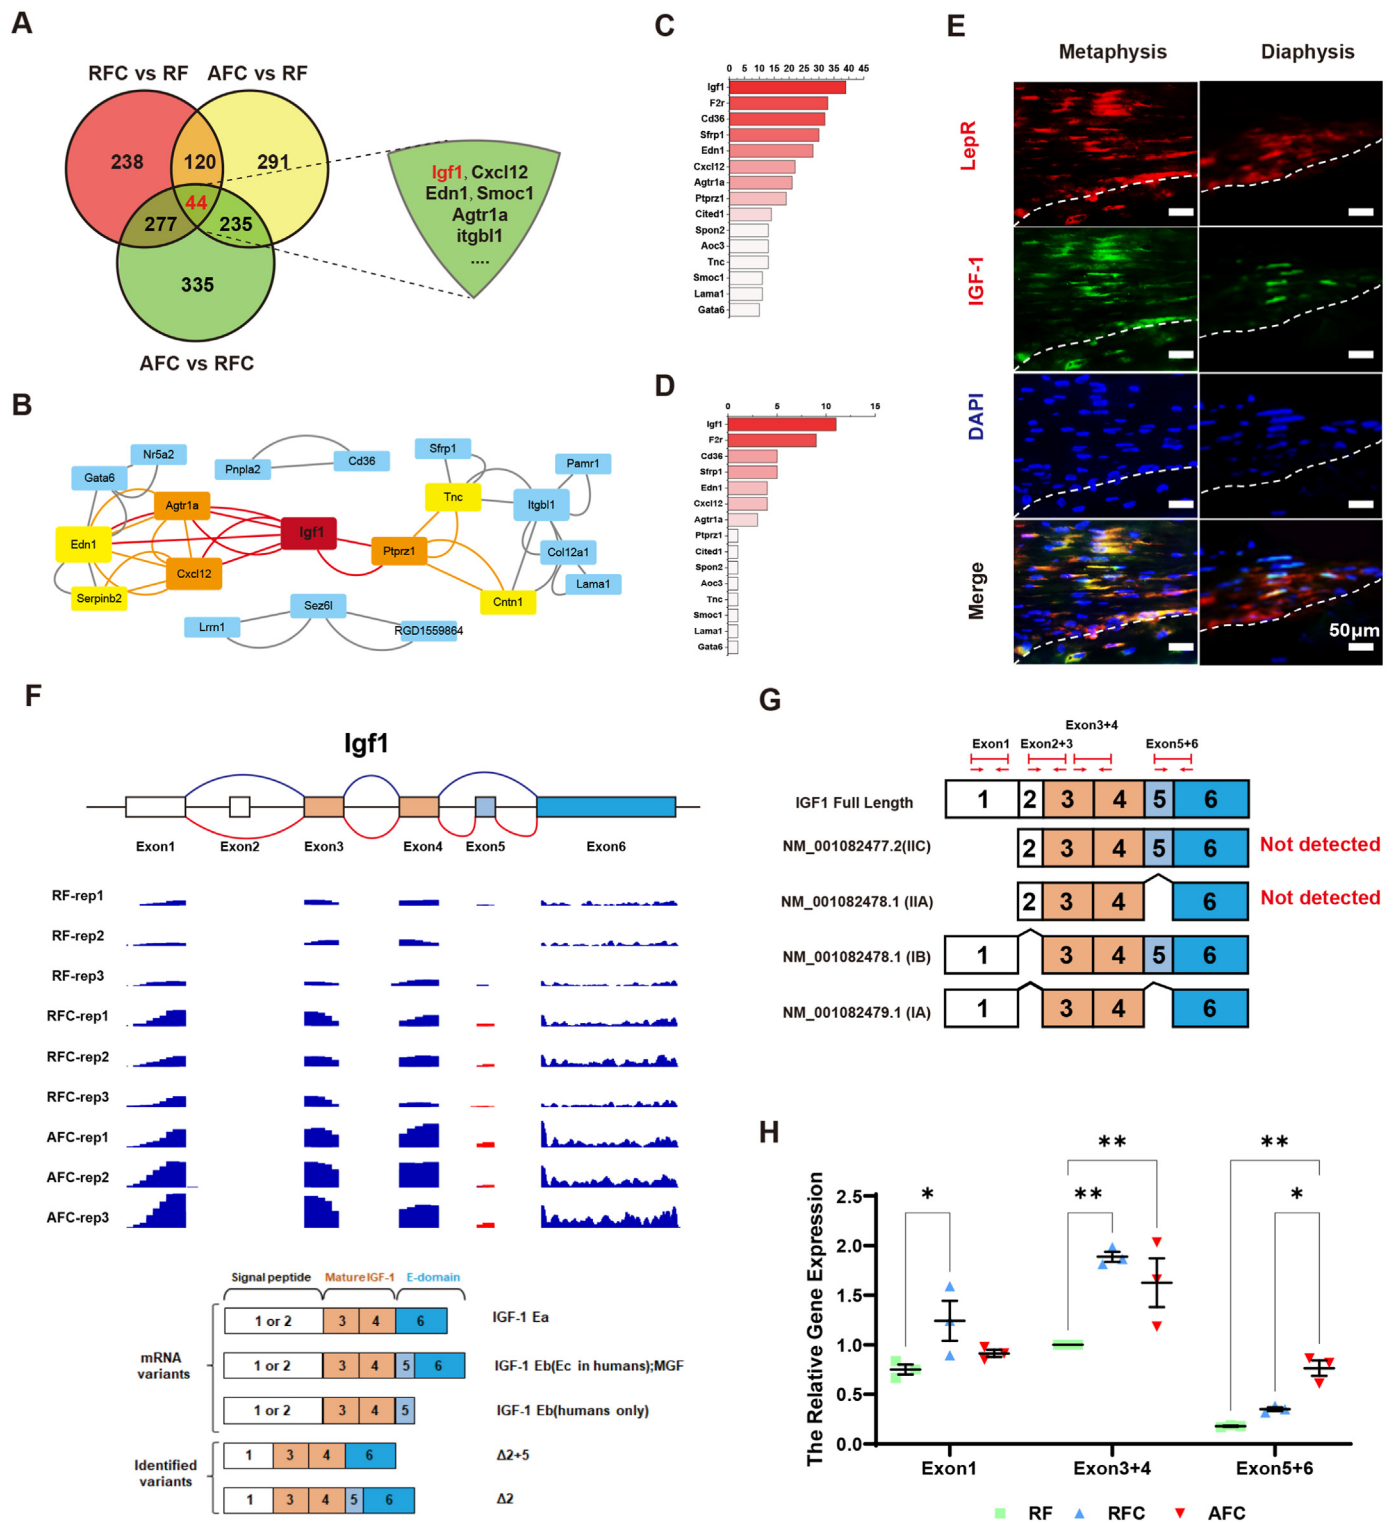 A
RFC vs RF
AFC vs RF
238
120
291
44
277
235
335
AFC vs RFC
Igf1, Cxcl12
Edn1, Smoc1
Agtr1a
itgbl1
....
B
Nr5a2
Gata6
Agtr1a
Edn1
Cxcl12
Serpinb2
Pnpla2
Cd36
Igf1
Sfrp1
Tnc
Pamr1
Itgbl1
Ptprz1
Col12a1
Lama1
Cntn1
Sez6l
Lrrn1
RGD1559864
C
0 5 10 15 20 25 30 35 40 45
Igf1
F2r
Cd36
Sfrp1
Edn1
Cxcl12
Agtr1a
Ptprz1
Cited1
Spon2
Aoc3
Tnc
Smoc1
Lama1
Gata6
D
0 5 10 15
Igf1
F2r
Cd36
Sfrp1
Edn1
Cxcl12
Agtr1a
Ptprz1
Cited1
Spon2
Aoc3
Tnc
Smoc1
Lama1
Gata6
E
Metaphysis
Diaphysis
LepR
IGF-1
DAPI
Merge
50μm
F
Igf1
Exon1 Exon2 Exon3 Exon4 Exon5 Exon6
RF-rep1
RF-rep2
RF-rep3
RFC-rep1
RFC-rep2
RFC-rep3
AFC-rep1
AFC-rep2
AFC-rep3
Signal peptide Mature IGF-1 E-domain
mRNA variants
1 or 2 3 4 6 IGF-1 Ea
1 or 2 3 4 5 6 IGF-1 Eb(Ec in humans);MGF
1 or 2 3 4 5 IGF-1 Eb(humans only)
Identified variants
1 3 4 6 Δ2+5
1 3 4 5 6 Δ2
G
Exon3+4
Exon1 Exon2+3 Exon5+6
IGF1 Full Length 1 2 3 4 5 6
NM_001082477.2(IIC) 2 3 4 5 6 Not detected
NM_001082478.1 (IIA) 2 3 4 6 Not detected
NM_001082478.1 (IB) 1 3 4 5 6
NM_001082479.1 (IA) 1 3 4 6
H
The Relative Gene Expression
2.5
2.0
1.5
1.0
0.5
0.0
*
**
**
**
*
Exon1 Exon3+4 Exon5+6
RF RFC AFC